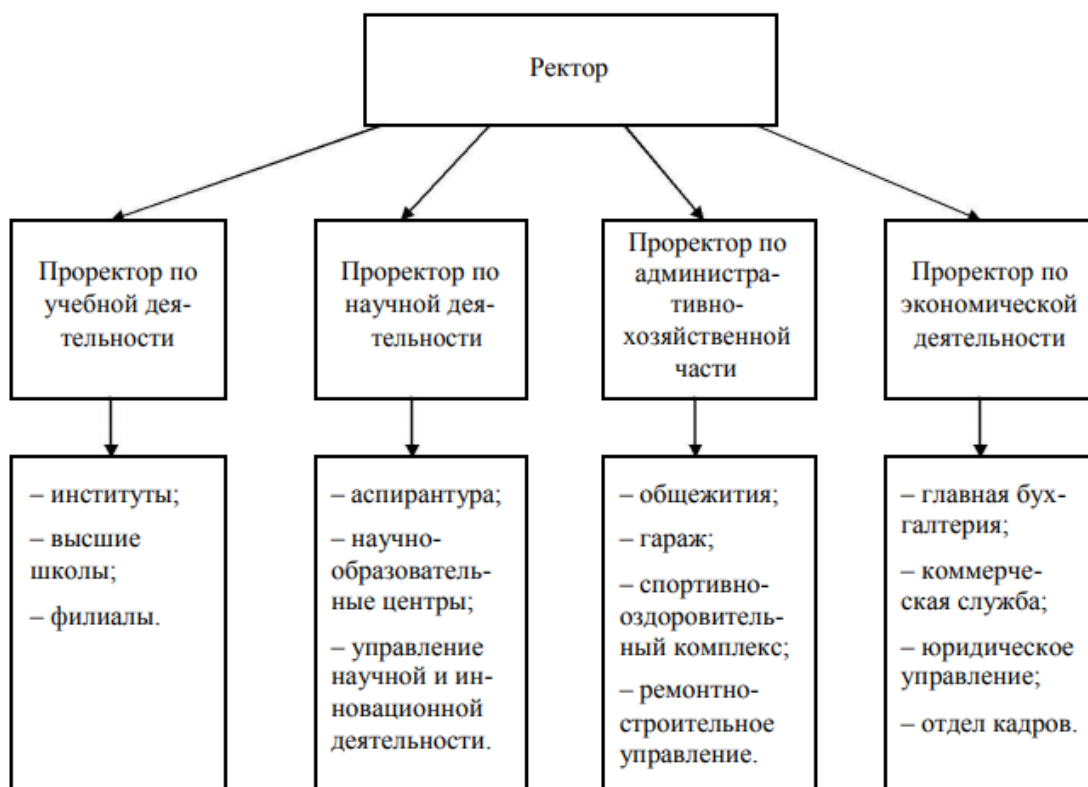 Ректор
Проректор по
учебной дея-
тельности
Проректор по
научной дея-
тельности
Проректор по
администра-
тивно-
хозяйственной
части
Проректор по
экономической
деятельности
– институты;
– высшие
школы;
– филиалы.
– аспирантура;
– научно-
образователь-
ные центры;
– управление
научной и ин-
новационной
деятельности.
– общежития;
– гараж;
– спортивно-
оздоровитель-
ный комплекс;
– ремонтно-
строительное
управление.
– главная бух-
галтерия;
– коммерче-
ская служба;
– юридическое
управление;
– отдел кадров.